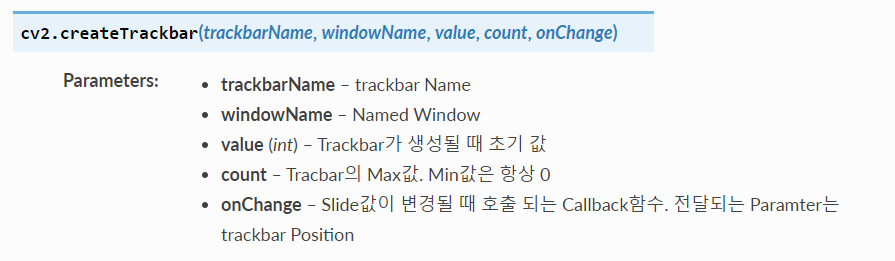 cv2.createTrackbar(trackbarName, windowName, value, count, onChange)
Parameters:
• trackbarName – trackbar Name
• windowName – Named Window
• value (int) – Trackbar가 생성될 때 초기 값
• count – Tracbar의 Max값. Min값은 항상 0
• onChange – Slide값이 변경될 때 호출 되는 Callback함수. 전달되는 Paramter는
trackbar Position